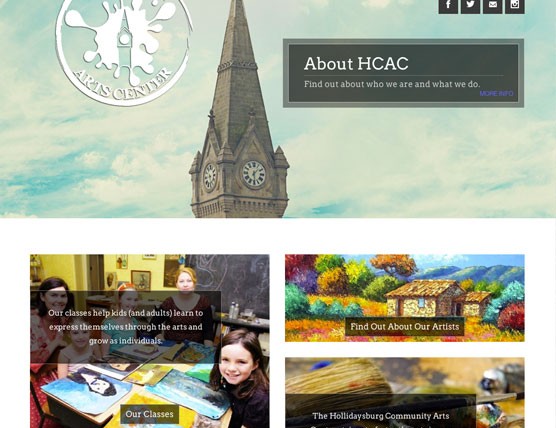 ARTS CENTER
About HCAC
Find out about who we are and what we do.
MORE INFO
Our classes help kids (and adults) learn to
express themselves through the arts and
grow as individuals.
Our Classes
Find Out About Our Artists
The Hollidaysburg Community Arts